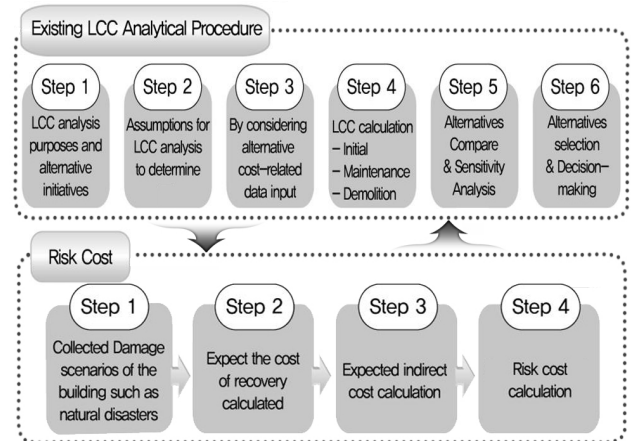 Existing LCC Analytical Procedure
Step 1
LCC analysis
purposes and
alternative
initiatives
Step 2
Assumptions for
LCC analysis
to determine
Step 3
By considering
alternative
cost-related
data input
Step 4
LCC calculation
- Initial
- Maintenance
- Demolition
Step 5
Alternatives
Compare
& Sensitivity
Analysis
Step 6
Alternatives
selection
& Decision-
making
Risk Cost
Step 1
Collected Damage
scenarios of the
building such as
natural disasters
Step 2
Expect the cost
of recovery
calculated
Step 3
Expected indirect
cost calculation
Step 4
Risk cost
calculation